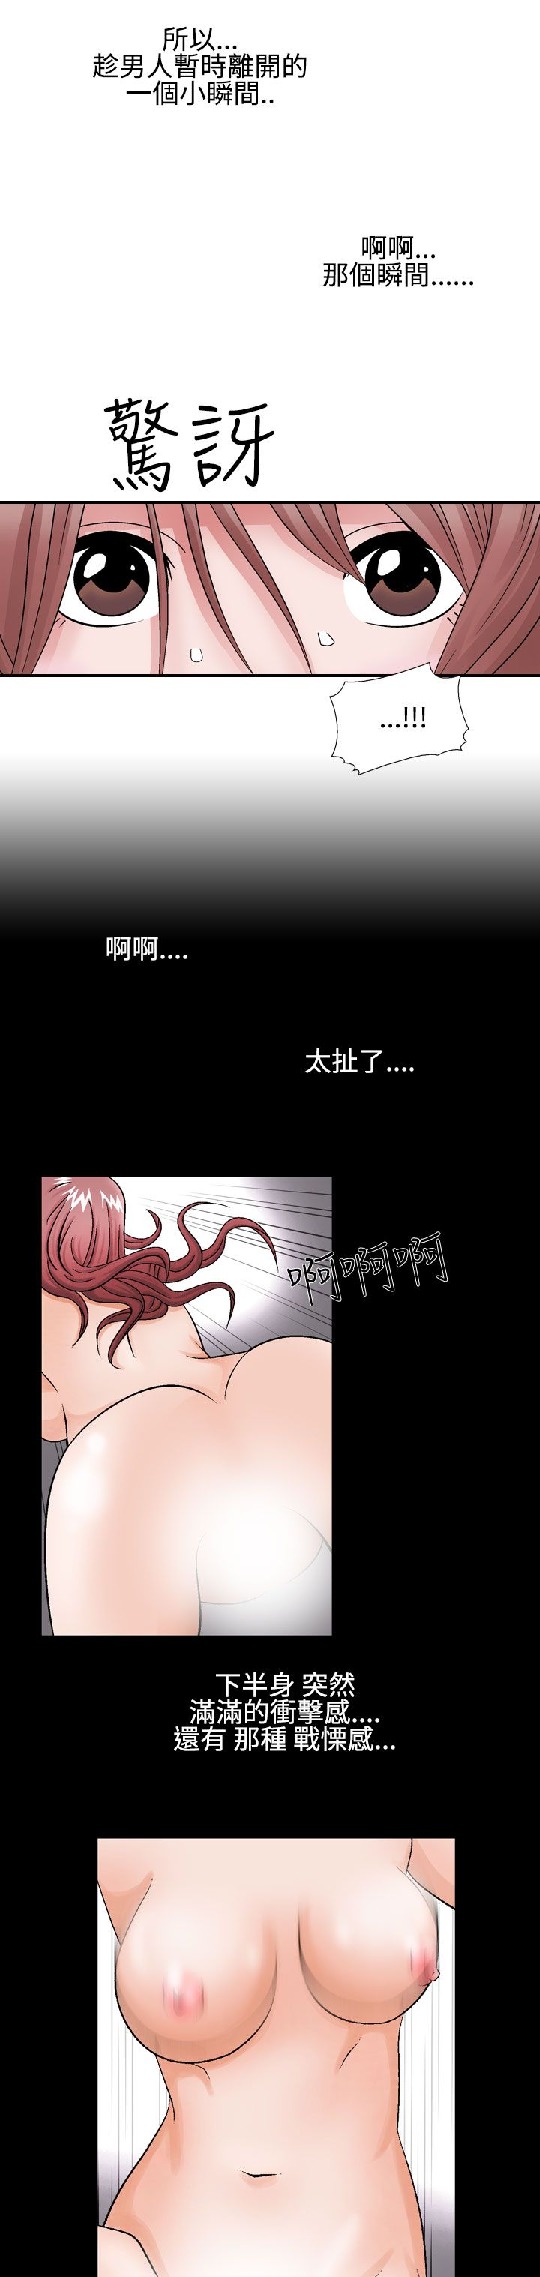 所以...
趁男人暫時離開的
一個小瞬間..
啊啊...
那個瞬間......
驚訝
...!!!
啊啊....
太扯了....
啊啊啊
下半身 突然
滿滿的衝擊感....
還有 那種 戰慄感...